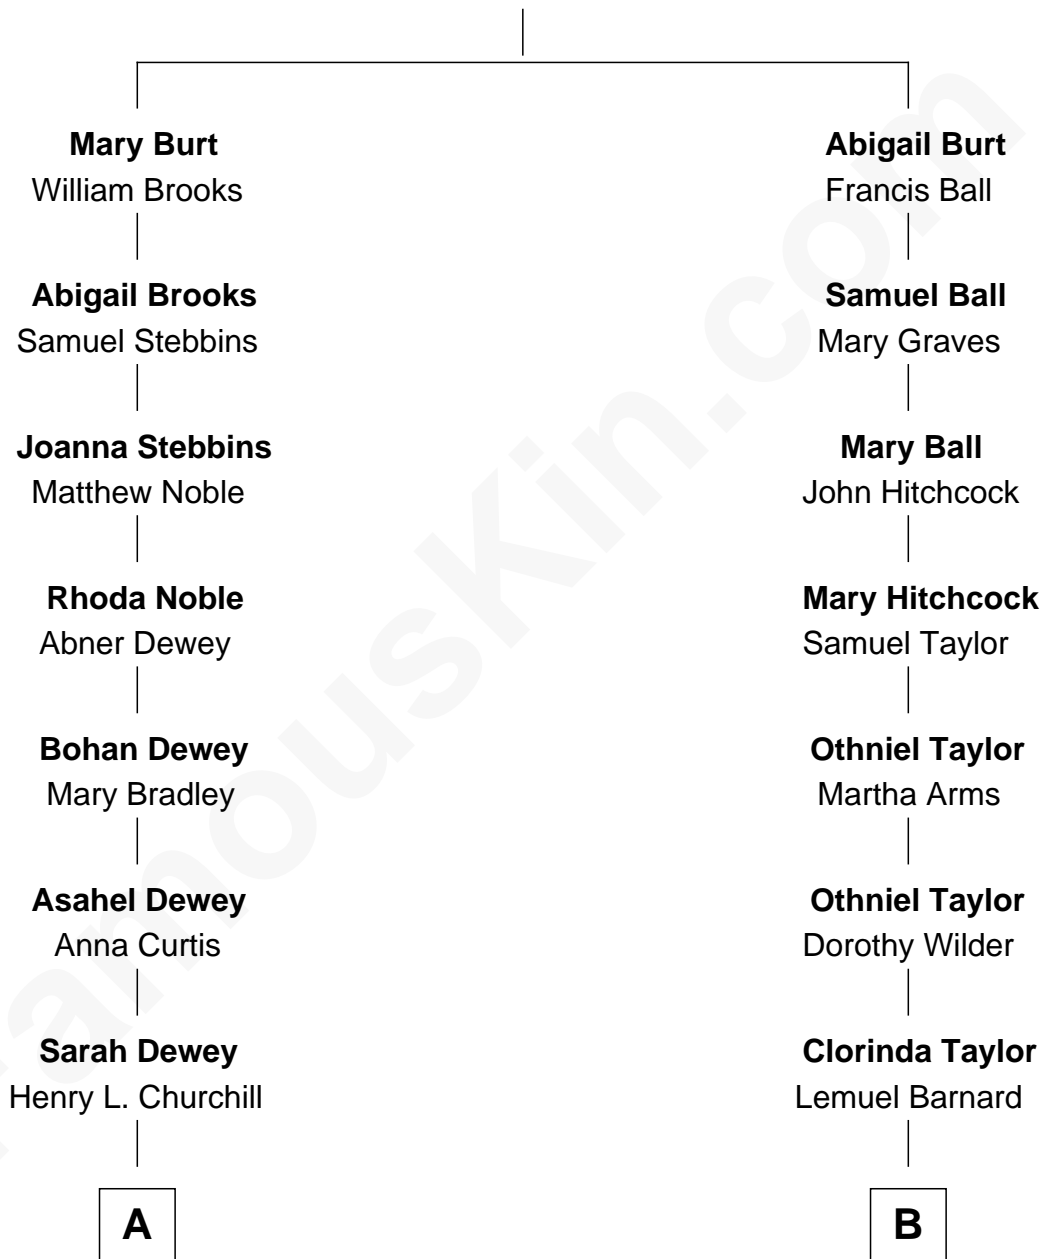 Mary Burt
William Brooks
Abigail Brooks
Samuel Stebbins
Joanna Stebbins
Matthew Noble
Rhoda Noble
Abner Dewey
Bohan Dewey
Mary Bradley
Asahel Dewey
Anna Curtis
Sarah Dewey
Henry L. Churchill
A
Abigail Burt
Francis Ball
Samuel Ball
Mary Graves
Mary Ball
John Hitchcock
Mary Hitchcock
Samuel Taylor
Othniel Taylor
Martha Arms
Othniel Taylor
Dorothy Wilder
Clorinda Taylor
Lemuel Barnard
B
FamousKin.com